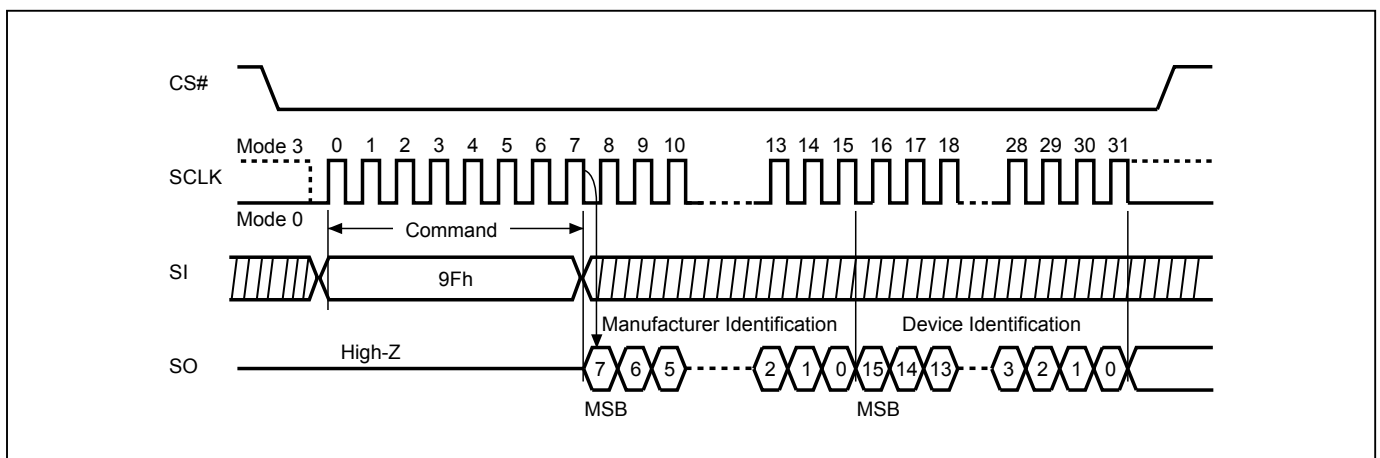 CS#
Mode 3 0 1 2 3 4 5 6 7 8 9 10 13 14 15 16 17 18 28 29 30 31
SCLK
Mode 0
Command
SI
9Fh
Manufacturer Identification Device Identification
High-Z
SO
7 6 5 2 1 0 15 14 13 3 2 1 0
MSB MSB